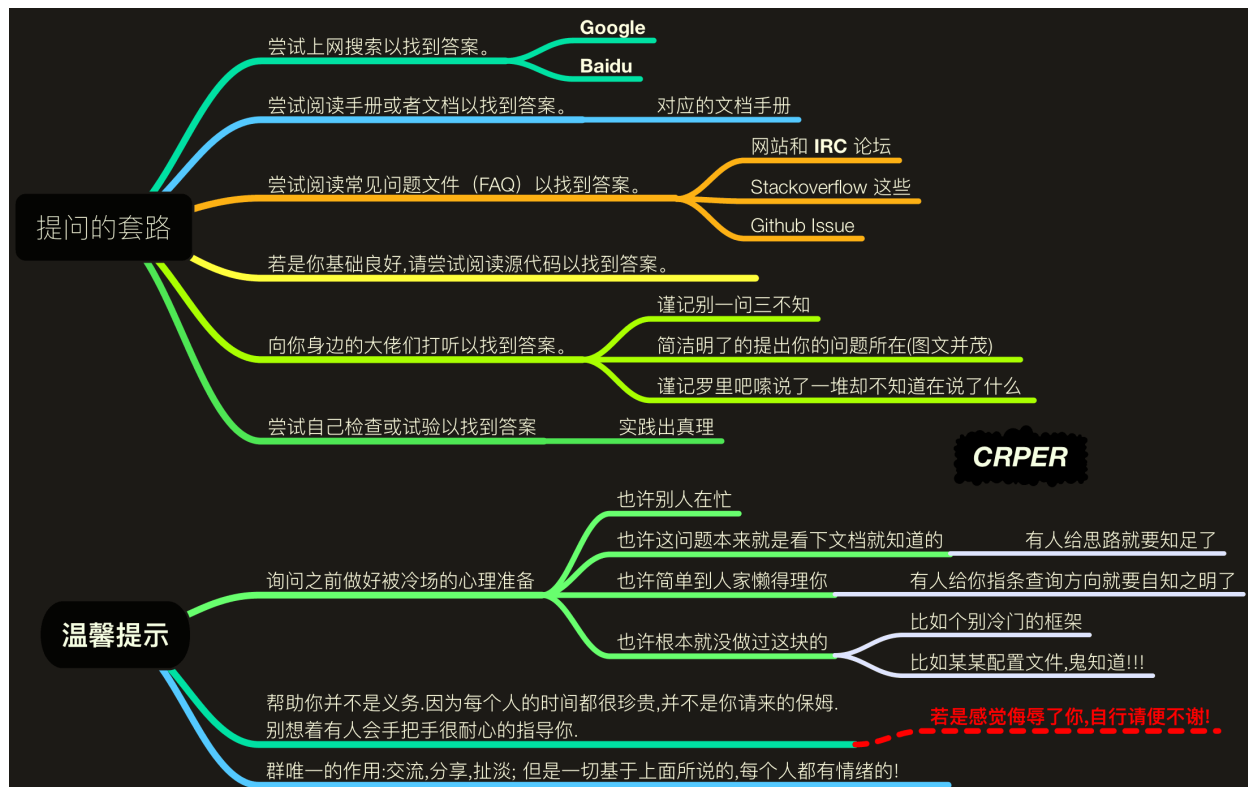 提问的套路
尝试上网搜索以找到答案。
Google
Baidu
尝试阅读手册或者文档以找到答案。
对应的文档手册
尝试阅读常见问题文件（FAQ）以找到答案。
网站和 IRC 论坛
Stackoverflow 这些
Github Issue
若是你基础良好,请尝试阅读源代码以找到答案。
向你身边的大佬们打听以找到答案。
谨记别一问三不知
简洁明了的提出你的问题所在(图文并茂)
谨记罗里吧嗦说了一堆却不知道在说了什么
尝试自己检查或试验以找到答案
实践出真理
CRPER
温馨提示
询问之前做好被冷场的心理准备
也许别人在忙
也许这问题本来就是看下文档就知道的
有人给思路就要知足了
也许简单到人家懒得理你
有人给你指条查询方向就要自知之明了
也许根本就没做过这块的
比如个别冷门的框架
比如某某配置文件,鬼知道!!!
帮助你并不是义务.因为每个人的时间都很珍贵,并不是你请来的保姆.
别想着有人会手把手很耐心的指导你.
若是感觉侮辱了你,自行请便不谢!
群唯一的作用:交流,分享,扯淡; 但是一切基于上面所说的,每个人都有情绪的!